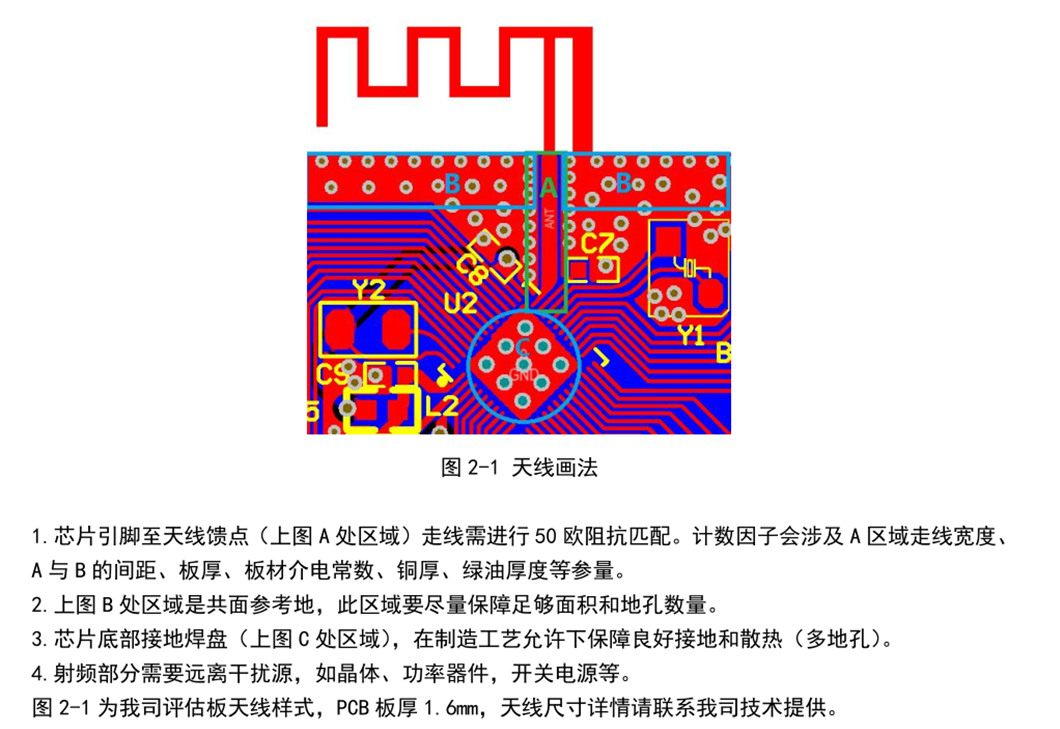 B
A
B
ANT
C7
C8
U2
Y2
Y1
B
C
GND
C9
L2
5
图 2-1 天线画法
1. 芯片引脚至天线馈点（上图 A 处区域）走线需进行 50 欧阻抗匹配。计数因子会涉及 A 区域走线宽度、
A 与 B 的间距、板厚、板材介电常数、铜厚、绿油厚度等参量。
2. 上图 B 处区域是共面参考地，此区域要尽量保障足够面积和地孔数量。
3. 芯片底部接地焊盘（上图 C 处区域），在制造工艺允许下保障良好接地和散热（多地孔）。
4. 射频部分需要远离干扰源，如晶体、功率器件，开关电源等。
图 2-1 为我司评估板天线样式，PCB 板厚 1.6mm，天线尺寸详情请联系我司技术提供。